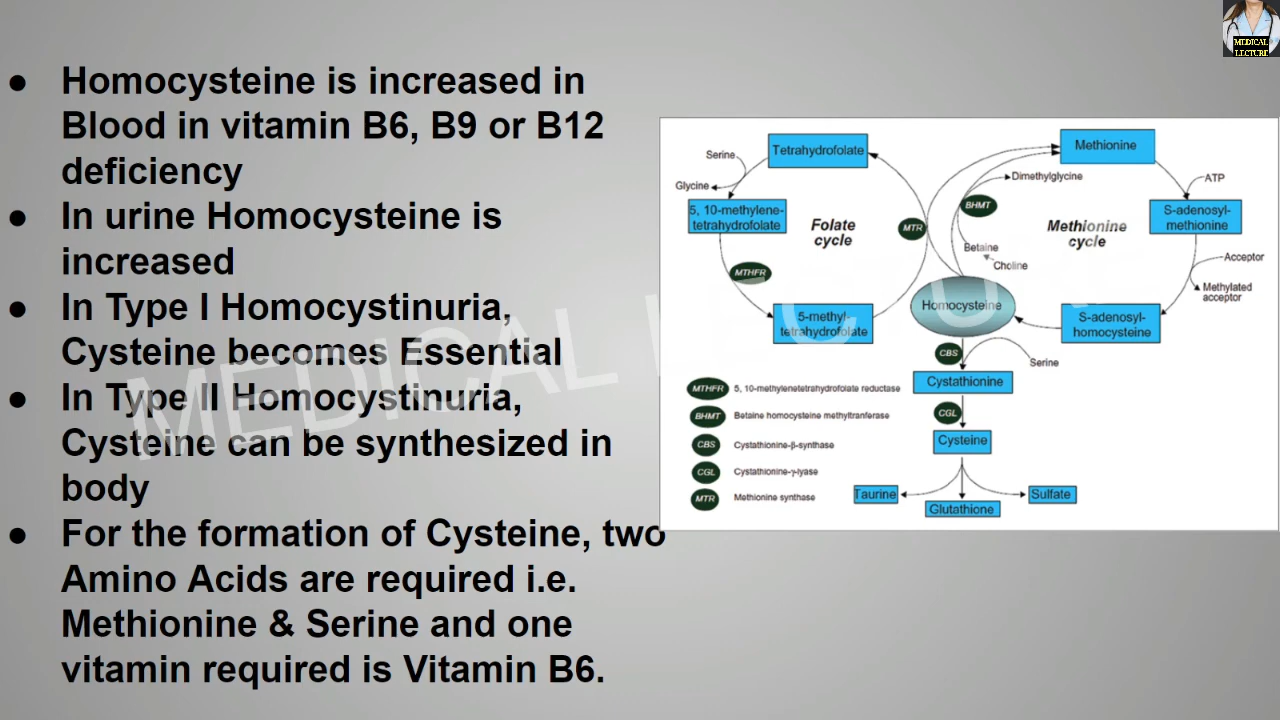 ● Homocysteine is increased in
Blood in vitamin B6, B9 or B12
deficiency
● In urine Homocysteine is
increased
● In Type I Homocystinuria,
Cysteine becomes Essential
● In Type II Homocystinuria,
Cysteine can be synthesized in
body
● For the formation of Cysteine, two
Amino Acids are required i.e.
Methionine & Serine and one
vitamin required is Vitamin B6.
MEDICAL
LECTURE
Serine
Tetrahydrofolate
Glycine
5, 10-methylene-
tetrahydrofolate
Folate
cycle
MTHFR
5-methyl-
tetrahydrofolate
MTR
Methionine
Dimethylglycine
BHMT
Betaine
Choline
Methionine
cycle
ATP
S-adenosyl-
methionine
Acceptor
Methylated
acceptor
S-adenosyl-
homocysteine
Homocysteine
CBS
Serine
Cystathionine
CGL
Cysteine
Taurine
Glutathione
Sulfate
MTHFR 5, 10-methylenetetrahydrofolate reductase
BHMT Betaine homocysteine methyltranferase
CBS Cystathionine-β-synthase
CGL Cystathionine-γ-lyase
MTR Methionine synthase
MEDICAL LECTU